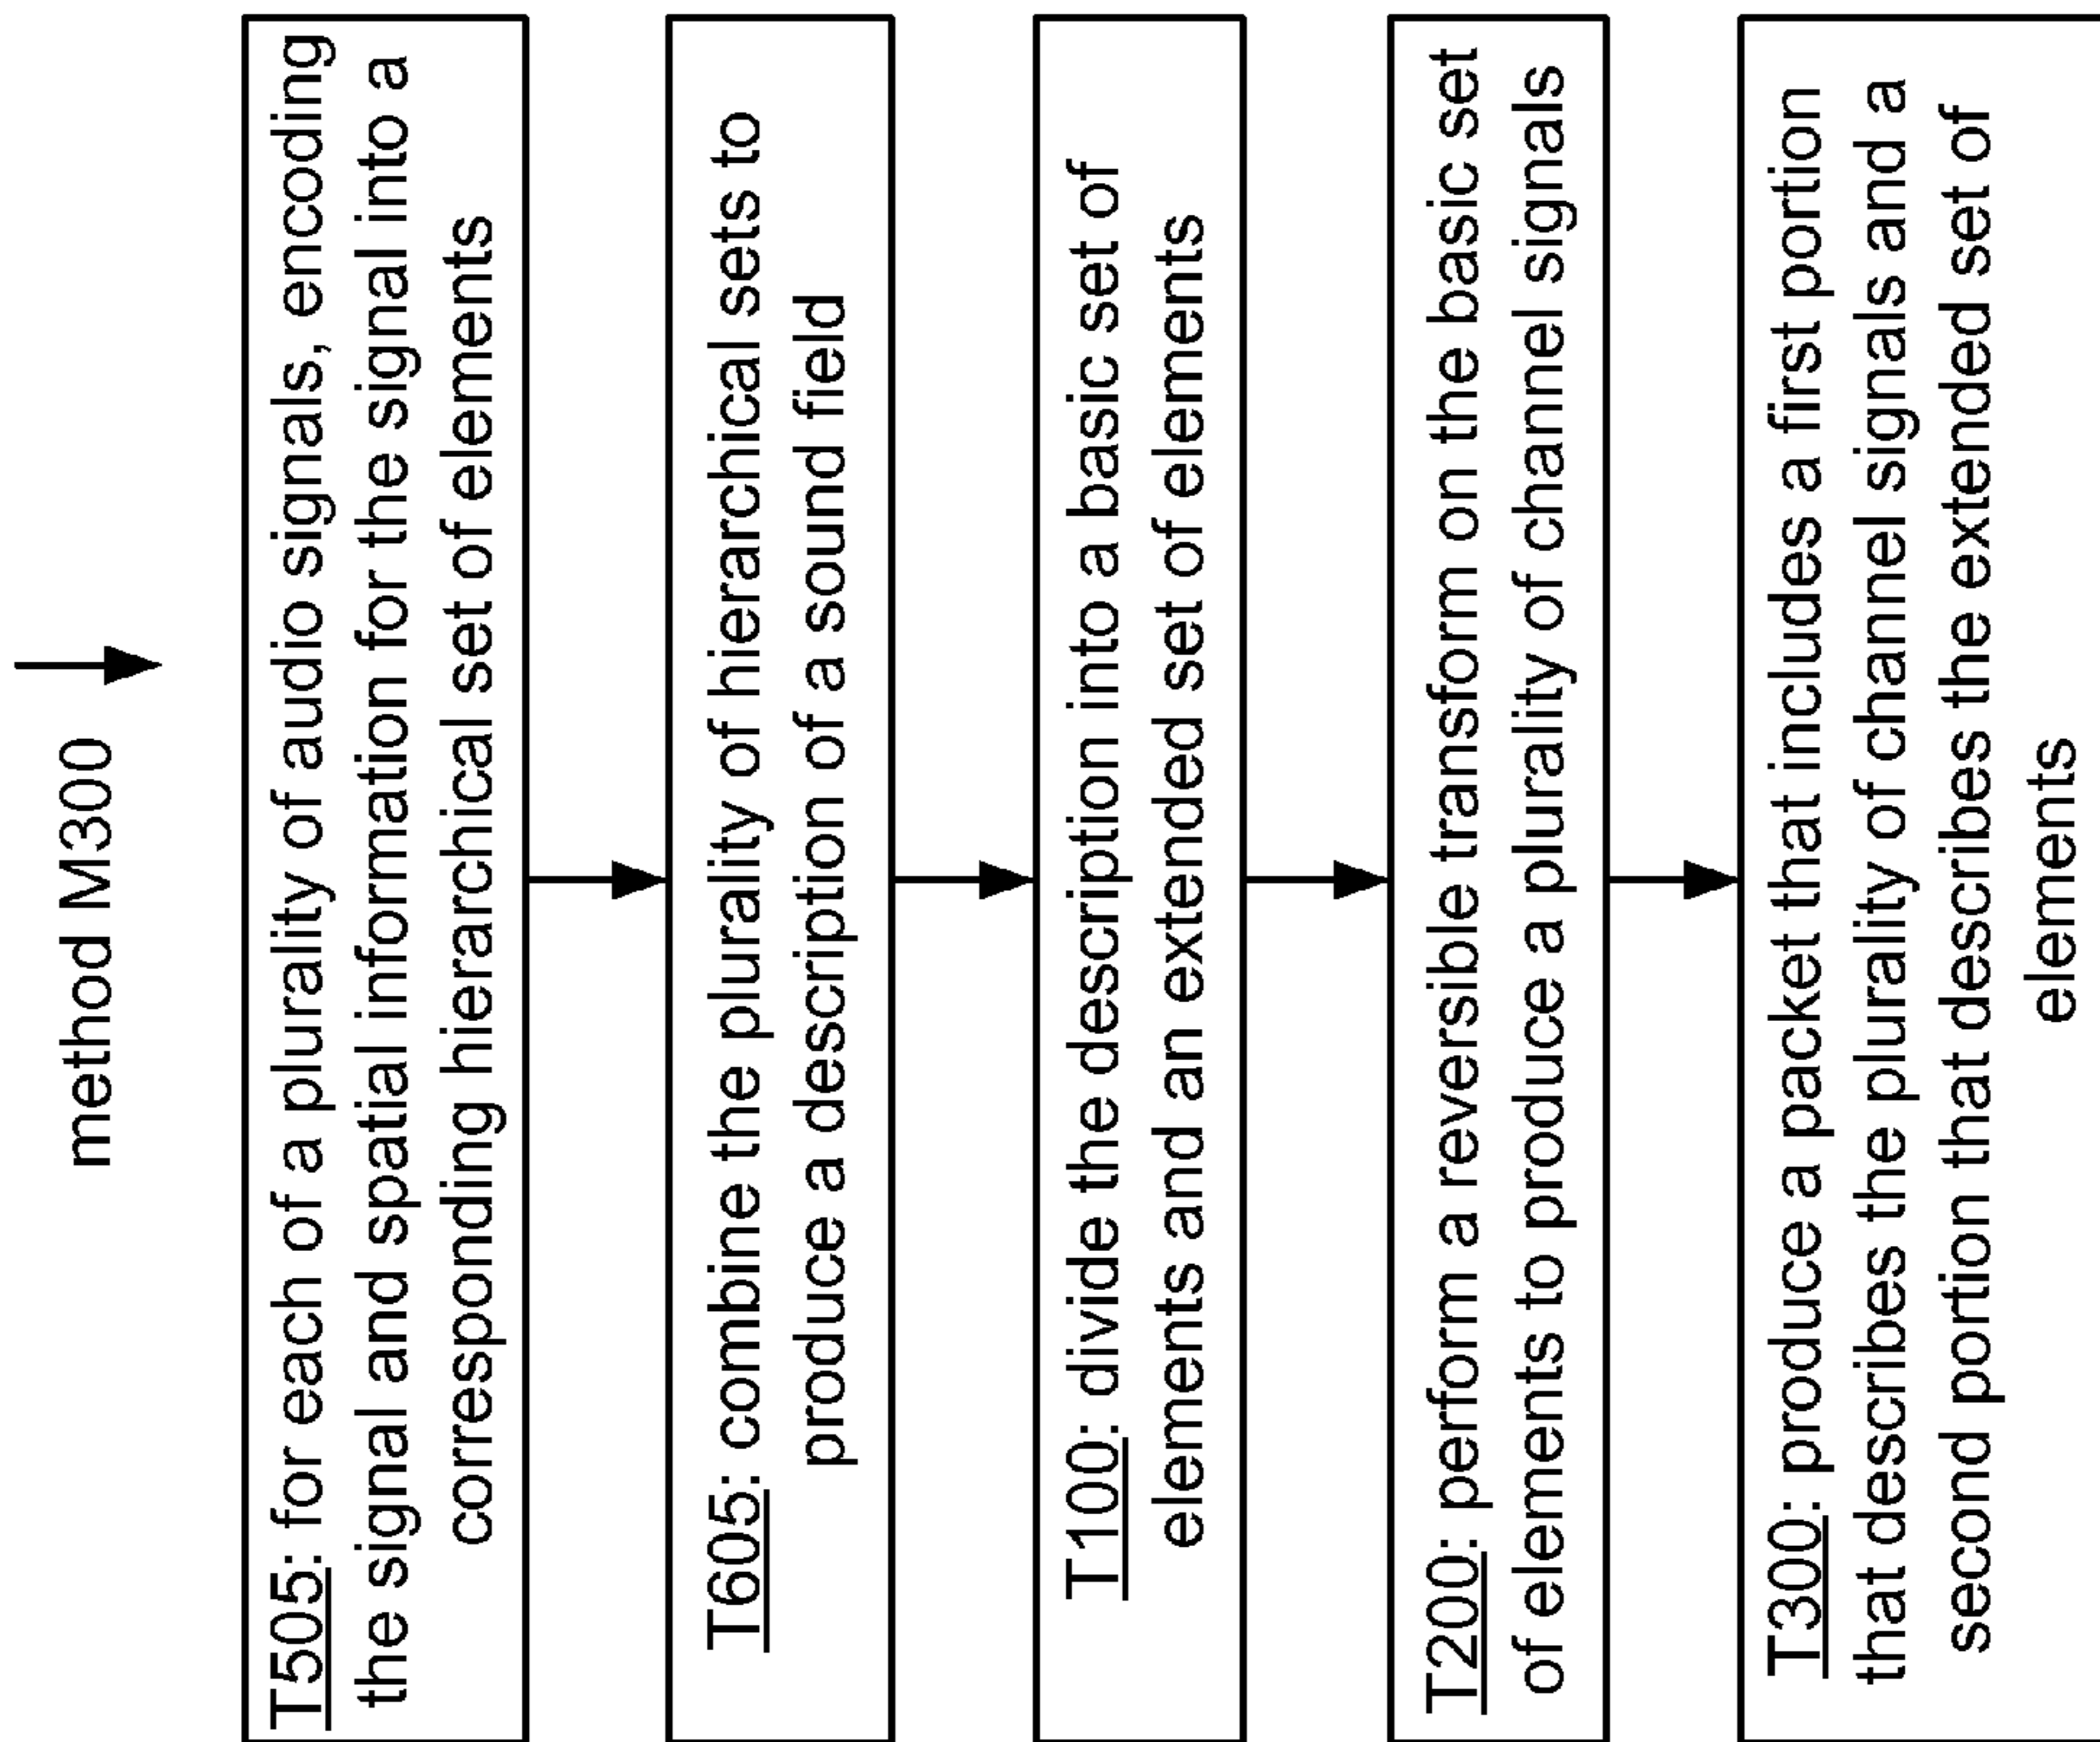 method M300
T505: for each of a plurality of audio signals, encoding
the signal and spatial information for the signal into a
corresponding hierarchical set of elements
T605: combine the plurality of hierarchical sets to
produce a description of a sound field
T100: divide the description into a basic set of
elements and an extended set of elements
T200: perform a reversible transform on the basic set
of elements to produce a plurality of channel signals
T300: produce a packet that includes a first portion
that describes the plurality of channel signals and a
second portion that describes the extended set of
elements